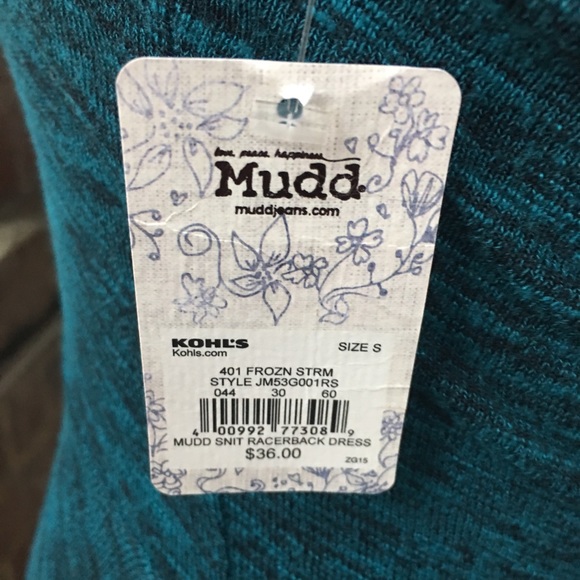 love. peace. happiness.
Mudd.
muddjeans.com
KOHL'S
Kohls.com
SIZE S
401 FROZN STRM
STYLE JM53G001RS
044 30 60
4 00992 77308 9
MUDD SNIT RACERBACK DRESS
$36.00
ZG15